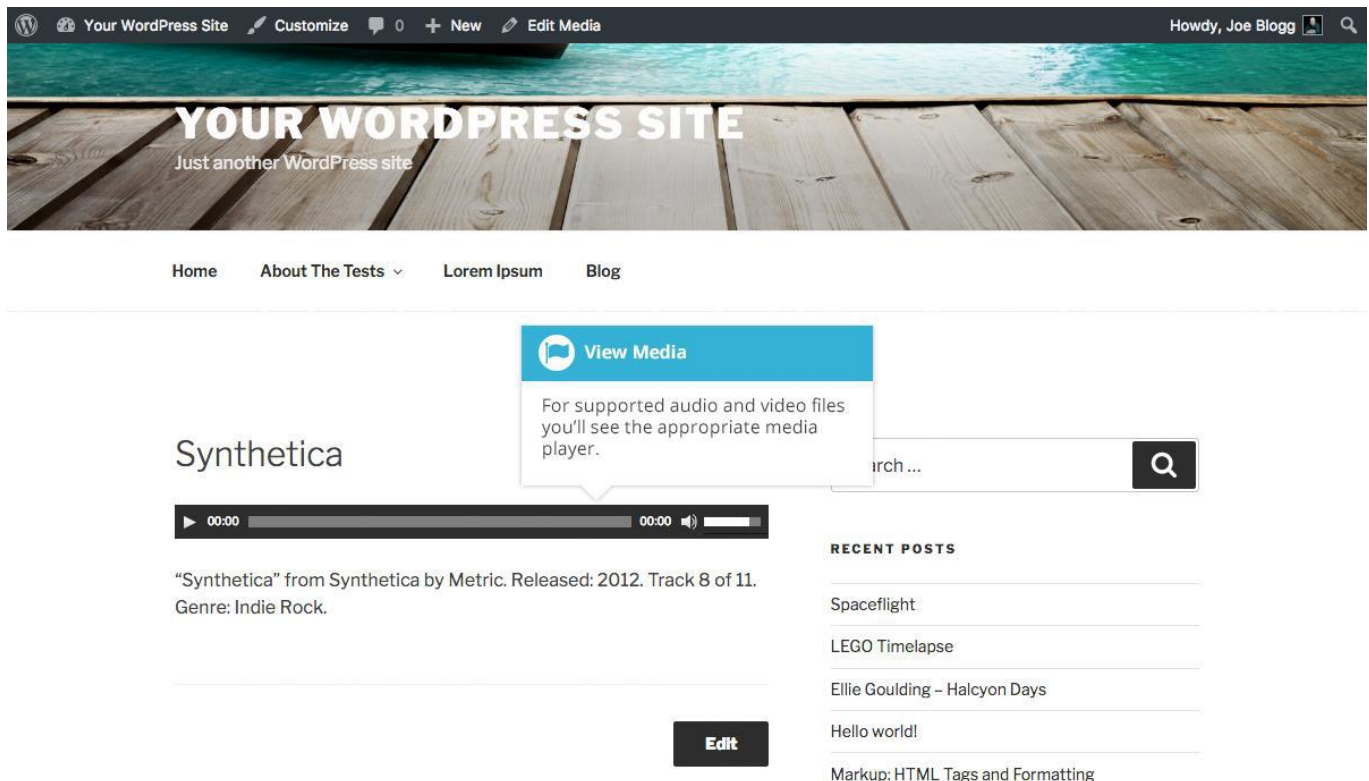 Your WordPress Site Customize 0 New Edit Media Howdy, Joe Blogg
YOUR WORDPRESS SITE
Just another WordPress site
Home About The Tests Lorem Ipsum Blog
View Media
For supported audio and video files
you'll see the appropriate media
player.
Synthetica
arch ...
00:00 00:00
“Synthetica” from Synthetica by Metric. Released: 2012. Track 8 of 11.
Genre: Indie Rock.
Edit
RECENT POSTS
Spaceflight
LEGO Timelapse
Ellie Goulding – Halcyon Days
Hello world!
Markup: HTML Tags and Formatting